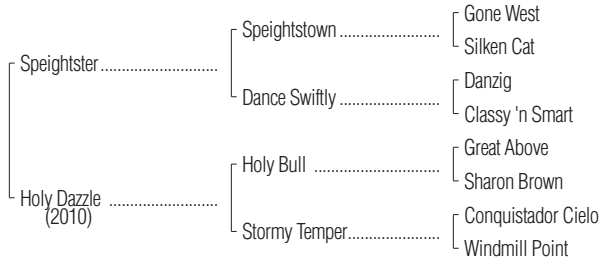 Gone West
Speightstown ........................
Silken Cat
Speightster ............................
Danzig
Dance Swiftly ........................
Classy 'n Smart
Great Above
Holy Bull ..............................
Sharon Brown
Holy Dazzle ..........................
(2010)
Conquistador Cielo
Stormy Temper......................
Windmill Point